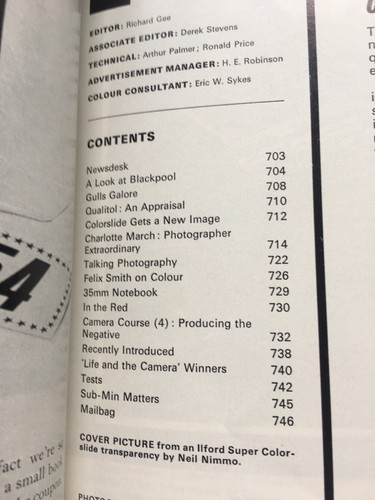 EDITOR: Richard Gee
ASSOCIATE EDITOR: Derek Stevens
TECHNICAL: Arthur Palmer; Ronald Price
ADVERTISEMENT MANAGER: H. E. Robinson
COLOUR CONSULTANT: Eric W. Sykes
CONTENTS
Newsdesk 703
A Look at Blackpool 704
Gulls Galore 708
Qualitol: An Appraisal 710
Colorslide Gets a New Image 712
Charlotte March: Photographer
Extraordinary 714
Talking Photography 722
Felix Smith on Colour 726
35mm Notebook 729
In the Red 730
Camera Course (4): Producing the
Negative 732
Recently Introduced 738
'Life and the Camera' Winners 740
Tests 742
Sub-Min Matters 745
Mailbag 746
COVER PICTURE from an Ilford Super Color-
slide transparency by Neil Nimmo.
fact we're
a small
coupon